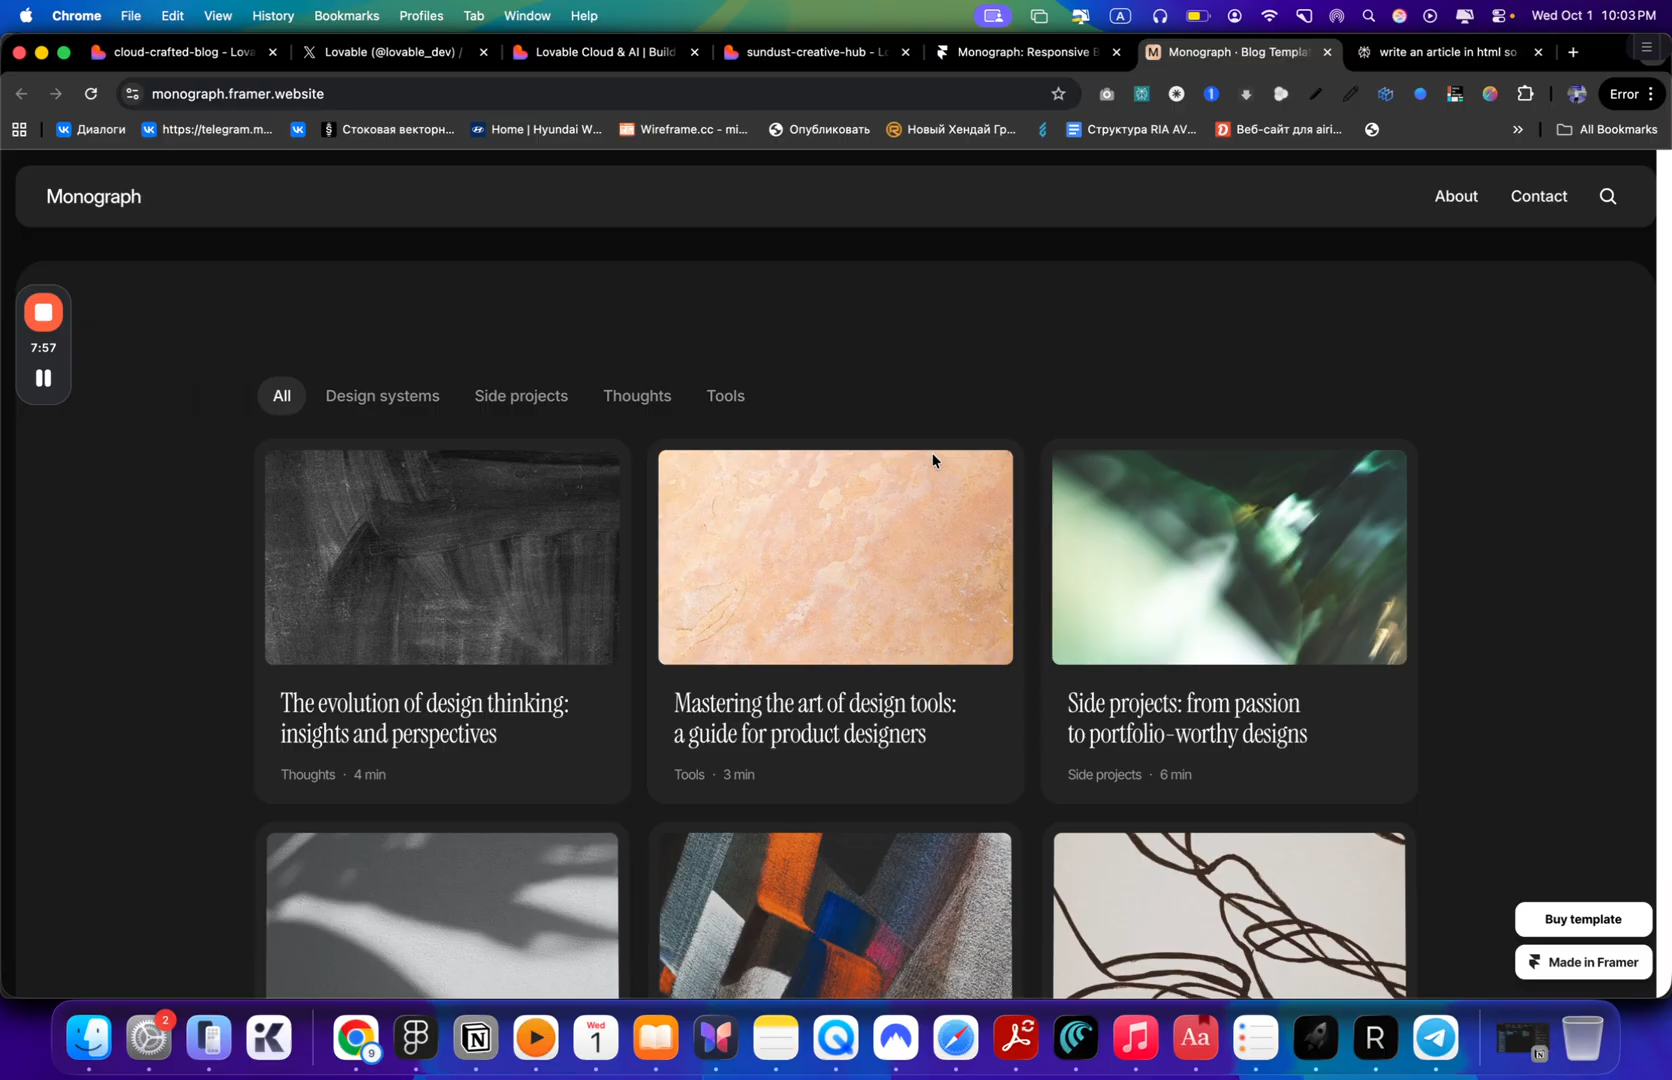 Chrome File Edit View History Bookmarks Profiles Tab Window Help A Wed Oct 1 10:03 PM
cloud-crafted-blog - Lova
Lovable (@lovable_dev) /
Lovable Cloud & AI | Build
sundust-creative-hub - Lo
Monograph: Responsive B
Monograph · Blog Templa
write an article in html so
monograph.framer.website
Error
Диалоги
https://telegram.m...
Стоковая векторн...
Home | Hyundai W...
Wireframe.cc - mi...
Опубликовать
Новый Хендай Гр...
Структура RIA AV...
Веб-сайт для airi...
All Bookmarks
Monograph
About
Contact
7:57
All
Design systems
Side projects
Thoughts
Tools
The evolution of design thinking:
insights and perspectives
Thoughts · 4 min
Mastering the art of design tools:
a guide for product designers
Tools · 3 min
Side projects: from passion
to portfolio-worthy designs
Side projects · 6 min
Buy template
Made in Framer
2
9
Wed
1
Aa
R